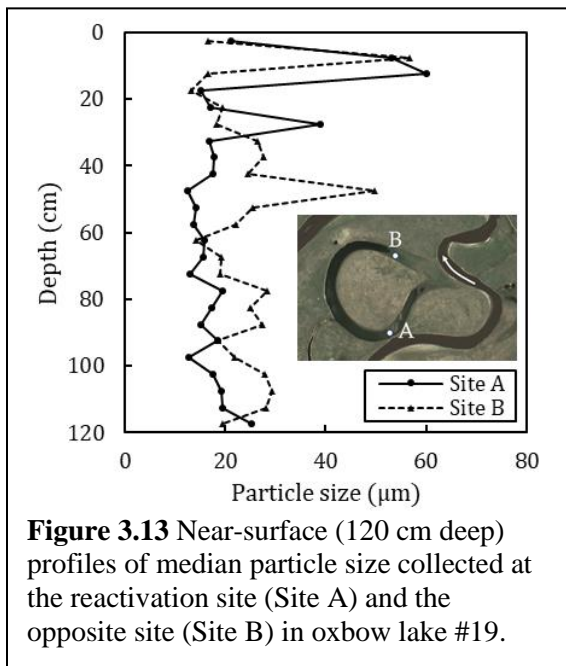 0
20
40
60
80
100
120
Depth (cm)
B
A
Site A
Site B
0 20 40 60 80
Particle size (μm)
Figure 3.13 Near-surface (120 cm deep)
profiles of median particle size collected at
the reactivation site (Site A) and the
opposite site (Site B) in oxbow lake #19.